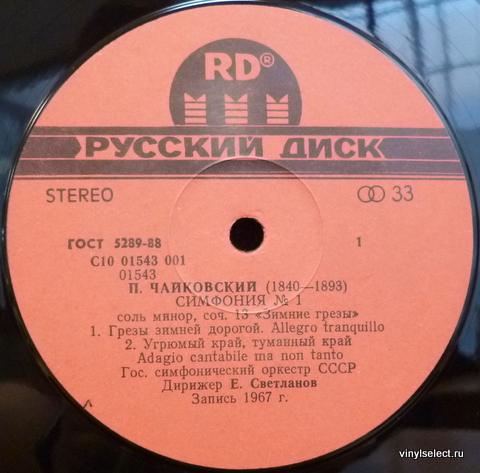 RD®
РУССКИЙ ДИСК
STEREO 33
ГОСТ 5289-88 1
С10 01543 001
01543
П. ЧАЙКОВСКИЙ (1840—1893)
СИМФОНИЯ № 1
соль минор, соч. 13 «Зимние грезы»
1. Грезы зимней дорогой. Allegro tranquillo
2. Угрюмый край, туманный край
Adagio cantabile ma non tanto
Гос. симфонический оркестр СССР
Дирижер Е. Светланов
Запись 1967 г.
vinylselect.ru